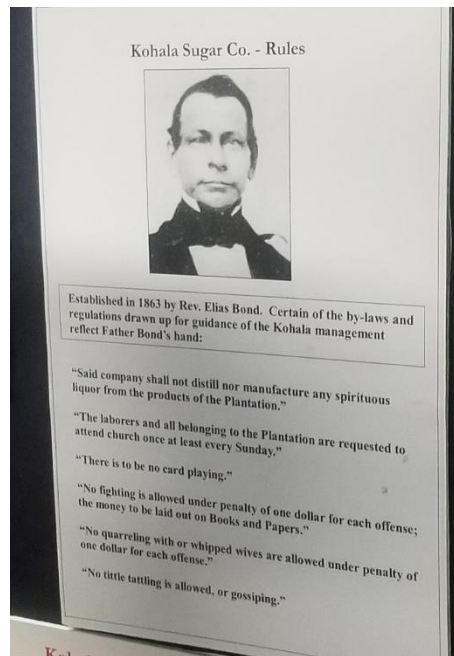 Kohala Sugar Co. - Rules
Established in 1863 by Rev. Elias Bond. Certain of the by-laws and
regulations drawn up for guidance of the Kohala management
reflect Father Bond's hand:
"Said company shall not distill nor manufacture any spirituous
liquor from the products of the Plantation."
"The laborers and all belonging to the Plantation are requested to
attend church once at least every Sunday."
"There is to be no card playing."
"No fighting is allowed under penalty of one dollar for each offense;
the money to be laid out on Books and Papers."
"No quarreling with or whipped wives are allowed under penalty of
one dollar for each offense."
"No tittle tattling is allowed, or gossiping."